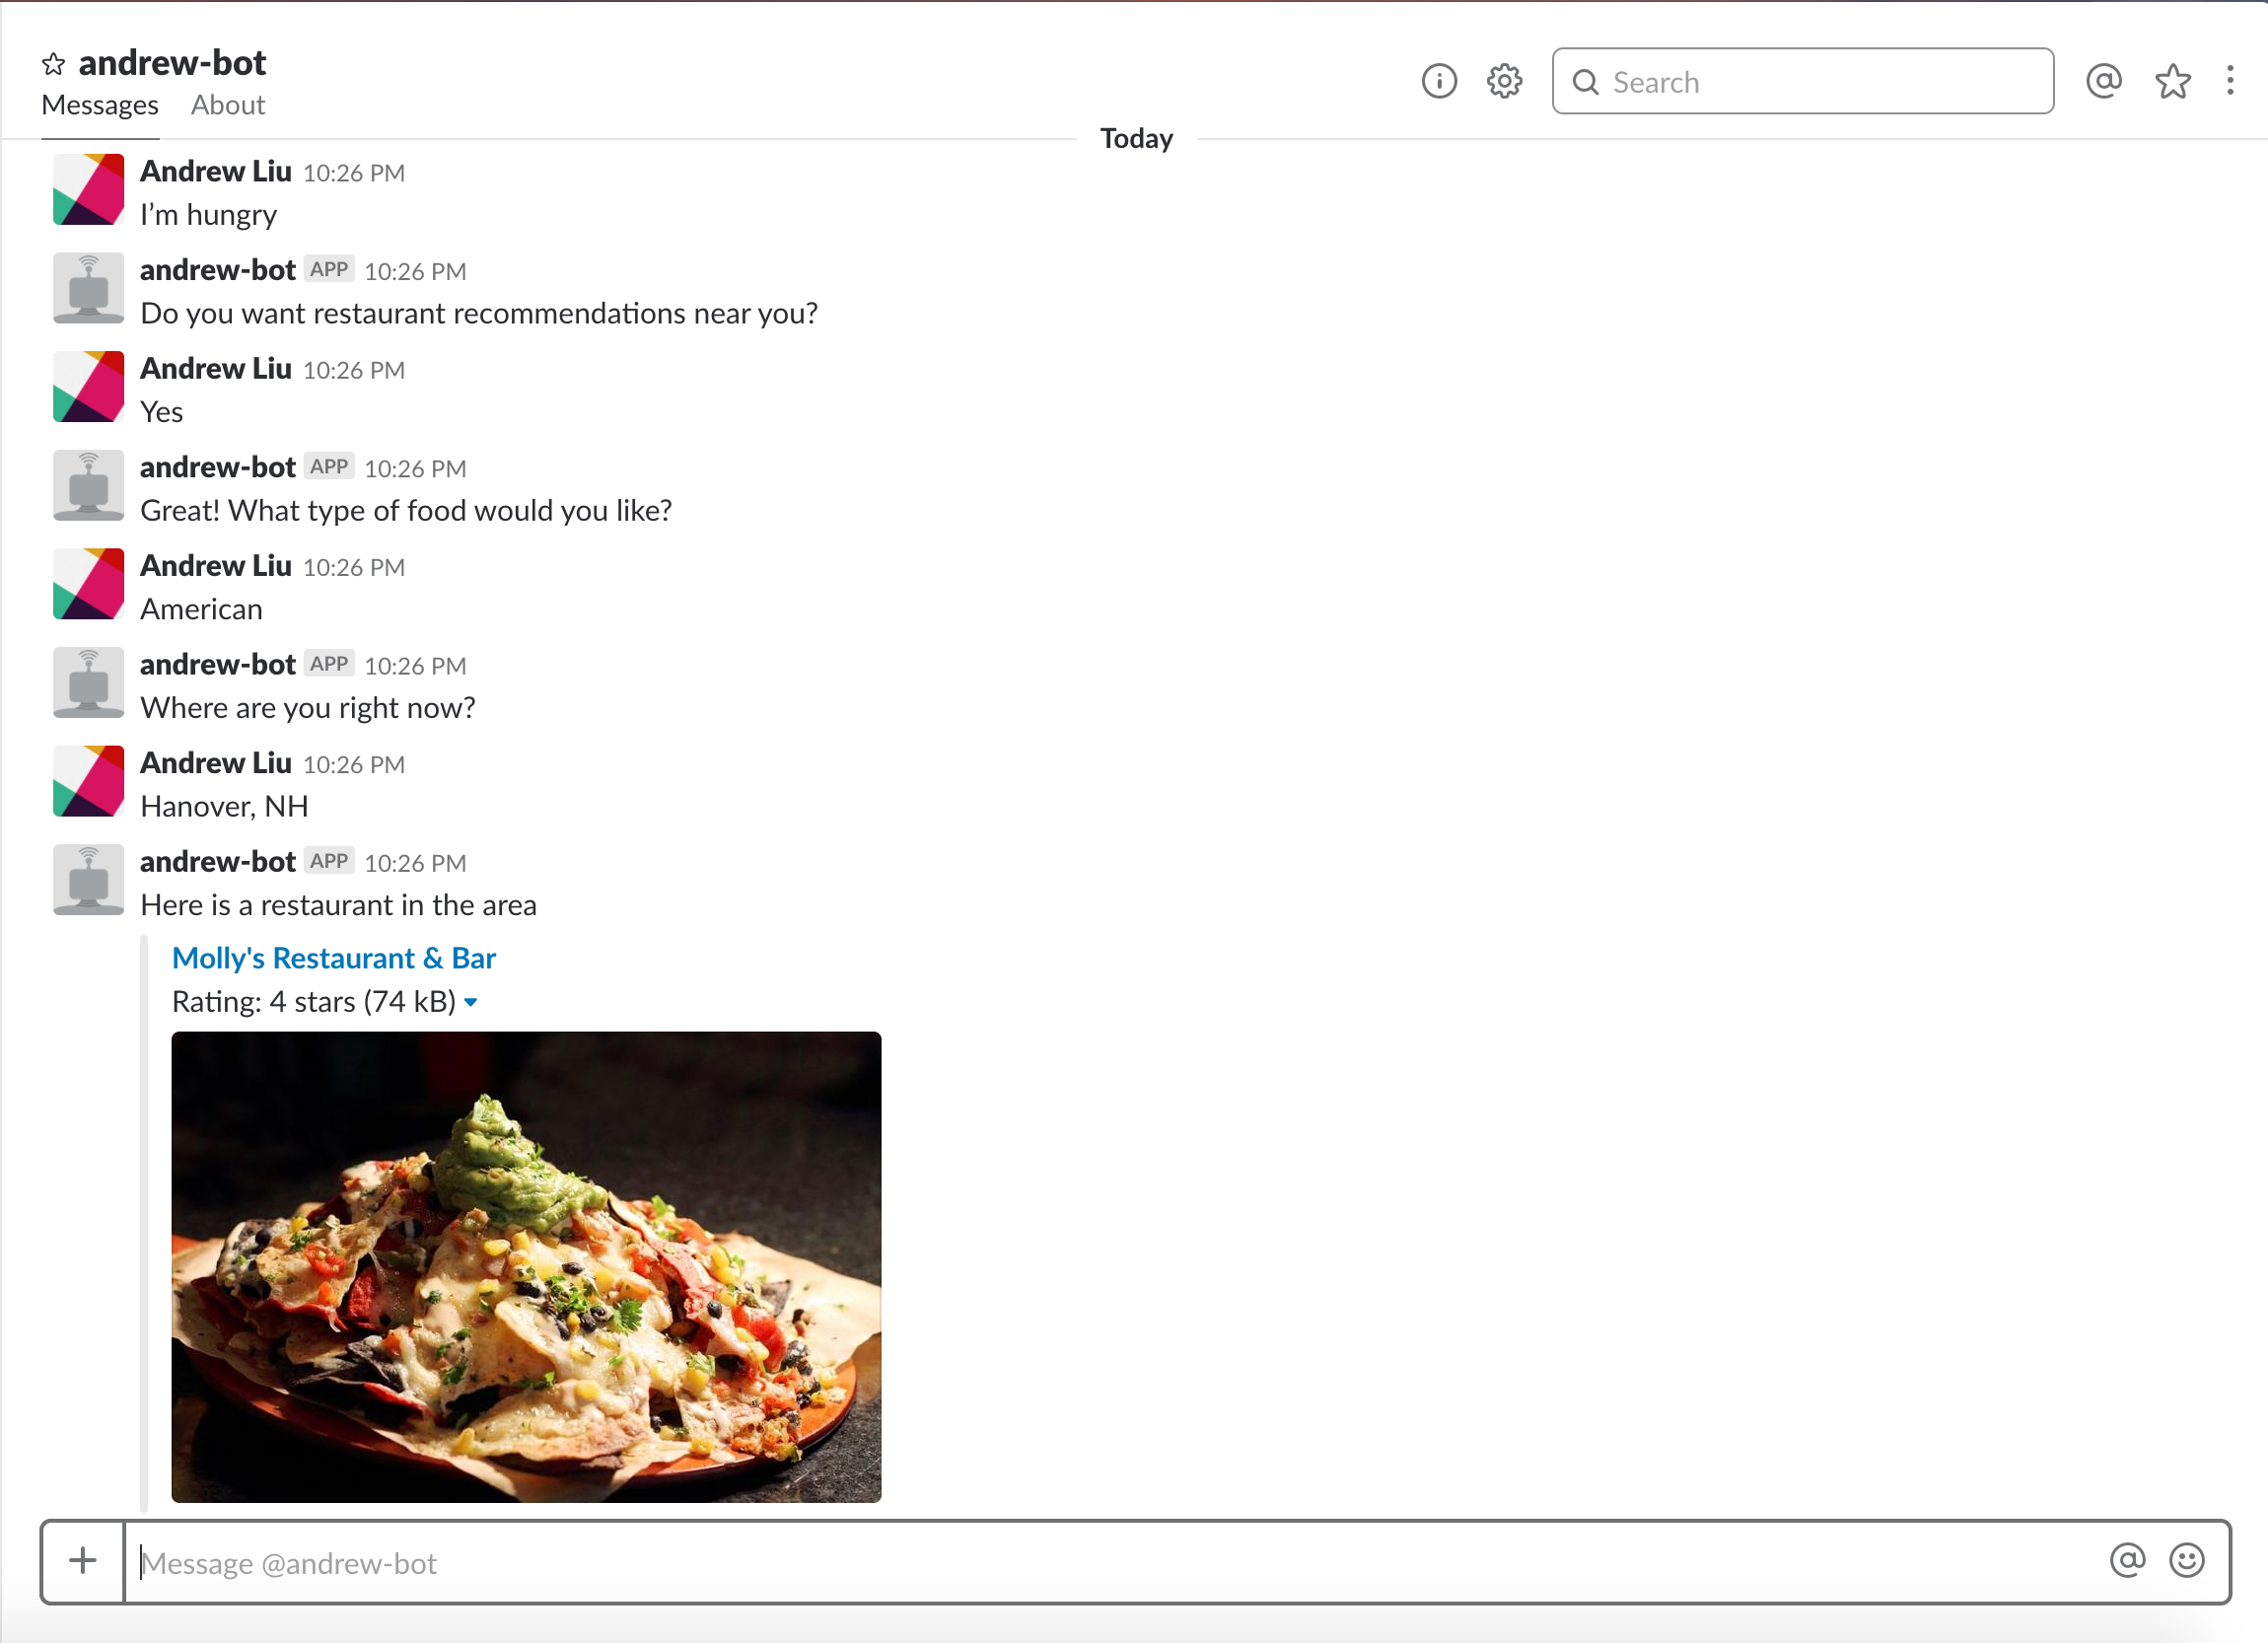 andrew-bot
Messages About
Search
Today
Andrew Liu 10:26 PM
I’m hungry
andrew-bot APP 10:26 PM
Do you want restaurant recommendations near you?
Andrew Liu 10:26 PM
Yes
andrew-bot APP 10:26 PM
Great! What type of food would you like?
Andrew Liu 10:26 PM
American
andrew-bot APP 10:26 PM
Where are you right now?
Andrew Liu 10:26 PM
Hanover, NH
andrew-bot APP 10:26 PM
Here is a restaurant in the area
Molly's Restaurant & Bar
Rating: 4 stars (74 kB)
Message @andrew-bot